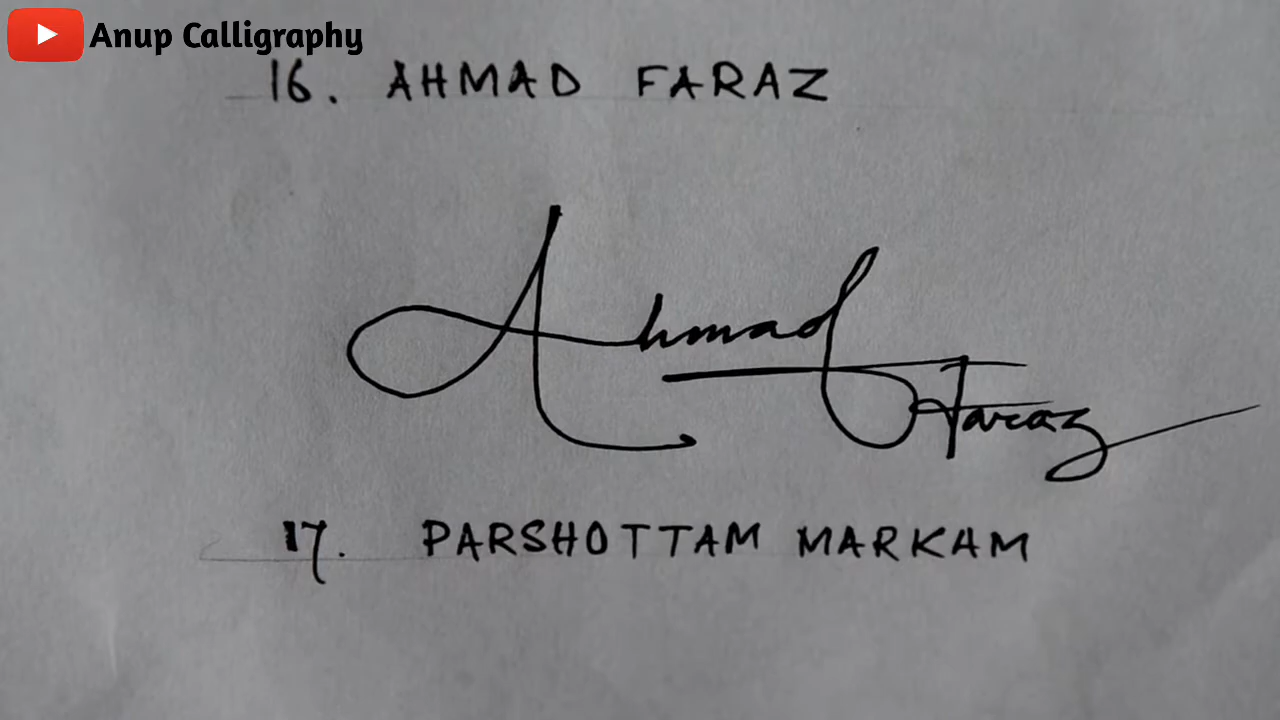 Anup Calligraphy
16. AHMAD FARAZ
Ahmad
Faraz
17. PARSHOTTAM MARKAM